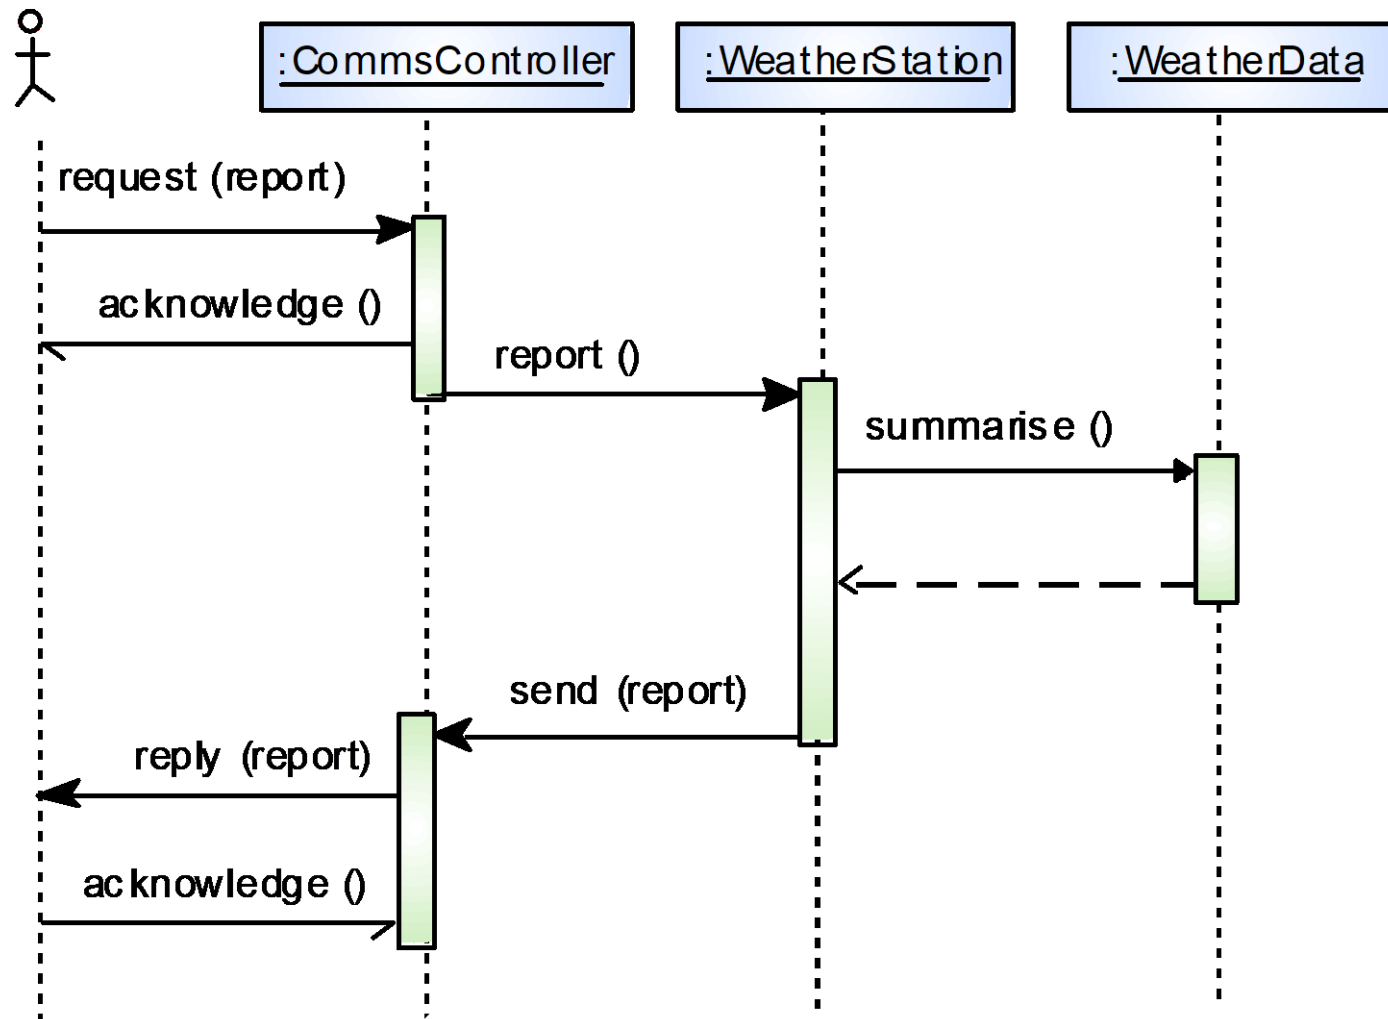 :CommsController
:WeatherStation
:WeatherData
request (report)
acknowledge ()
report ()
summarise ()
send (report)
reply (report)
acknowledge ()